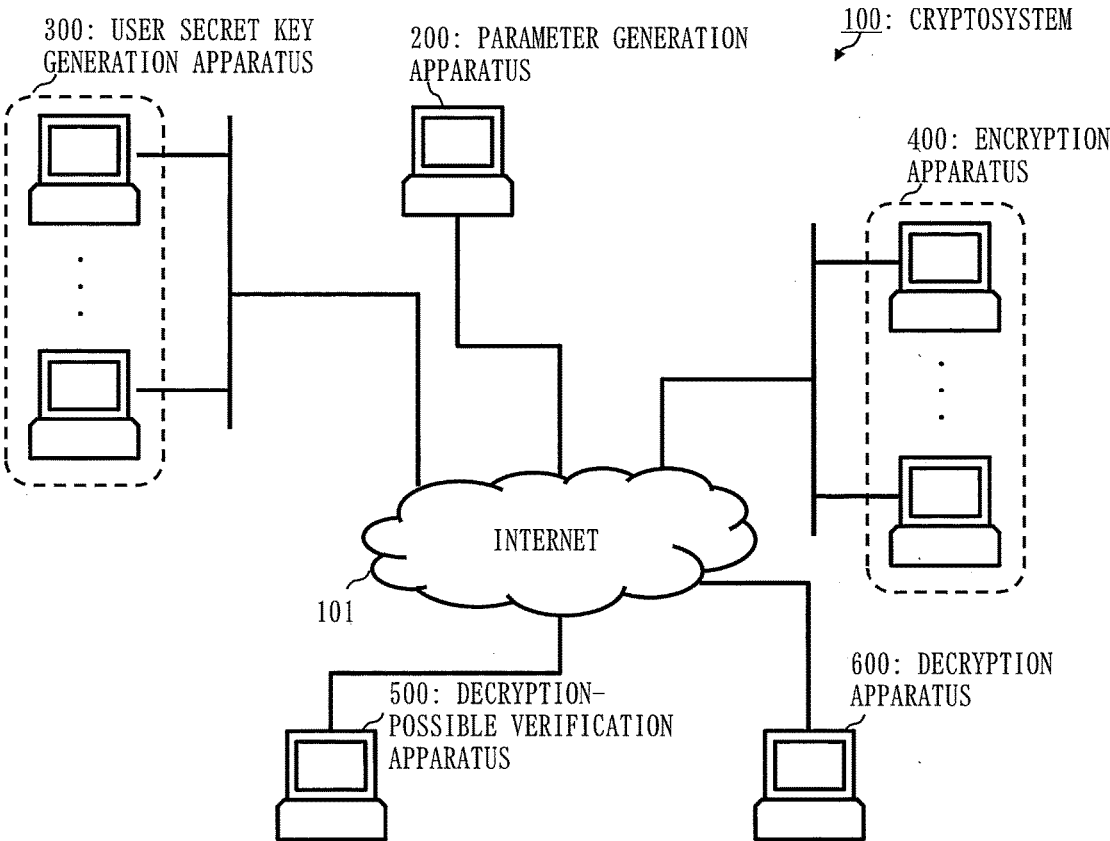 100: CRYPTOSYSTEM
300: USER SECRET KEY
GENERATION APPARATUS
200: PARAMETER GENERATION
APPARATUS
400: ENCRYPTION
APPARATUS
INTERNET
101
500: DECRYPTION-
POSSIBLE VERIFICATION
APPARATUS
600: DECRYPTION
APPARATUS